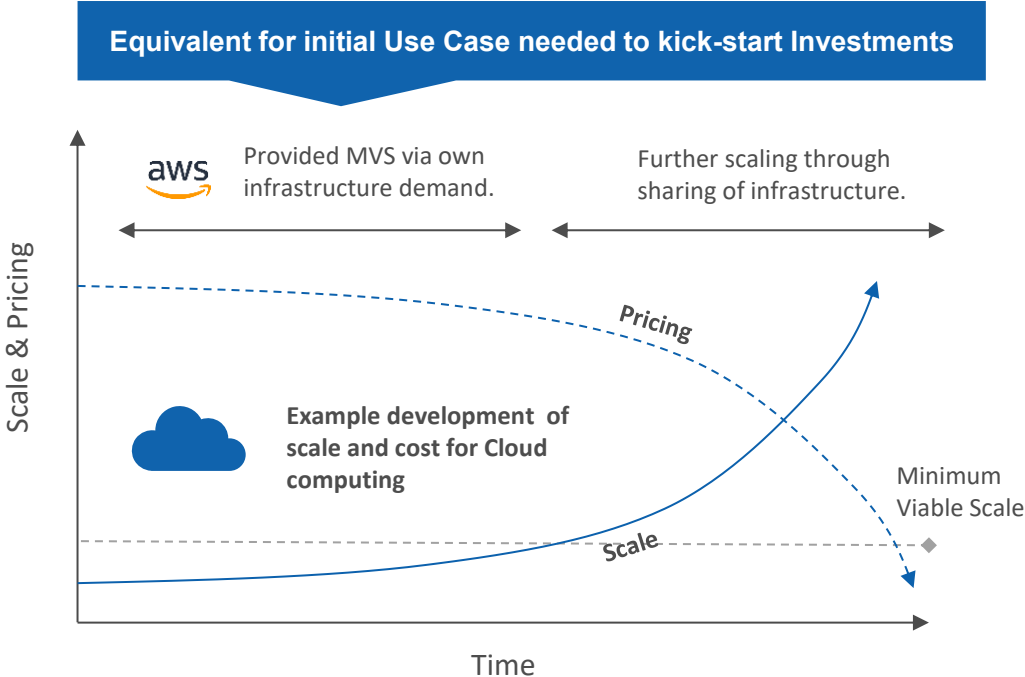 Equivalent for initial Use Case needed to kick-start Investments
aws
Provided MVS via own
infrastructure demand.
Further scaling through
sharing of infrastructure.
Scale & Pricing
Pricing
Example development of
scale and cost for Cloud
computing
Minimum
Viable Scale
Scale
Time